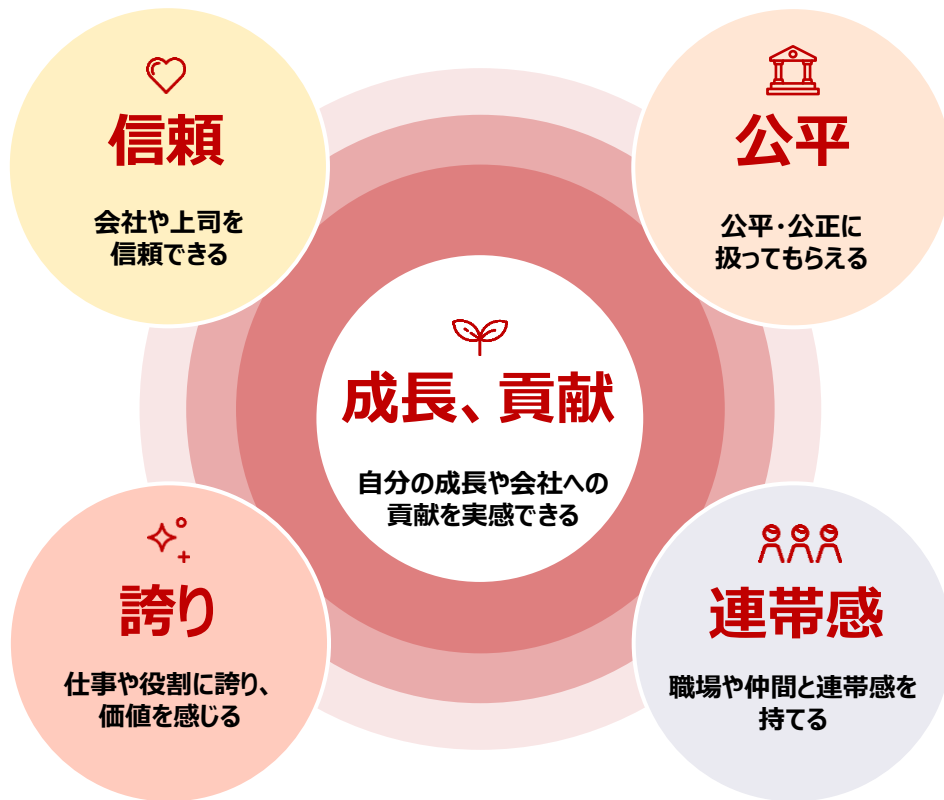 信頼
会社や上司を
信頼できる
公平
公平・公正に
扱ってもらえる
成長、貢献
自分の成長や会社への
貢献を実感できる
誇り
仕事や役割に誇り、
価値を感じる
連帯感
職場や仲間と連帯感を
持てる